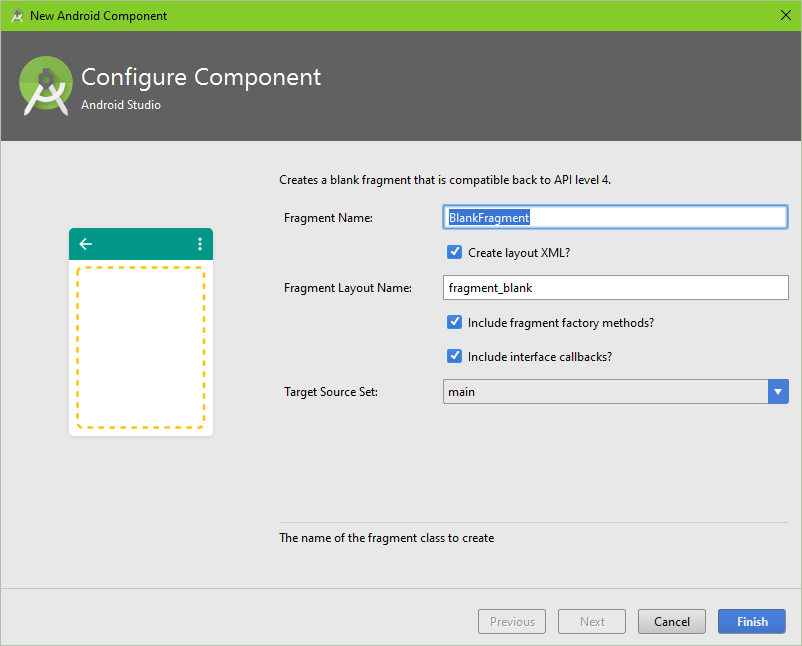 New Android Component
Configure Component
Android Studio
Creates a blank fragment that is compatible back to API level 4.
Fragment Name:
BlankFragment
Create layout XML?
Fragment Layout Name:
fragment_blank
Include fragment factory methods?
Include interface callbacks?
Target Source Set:
main
The name of the fragment class to create
Previous
Next
Cancel
Finish